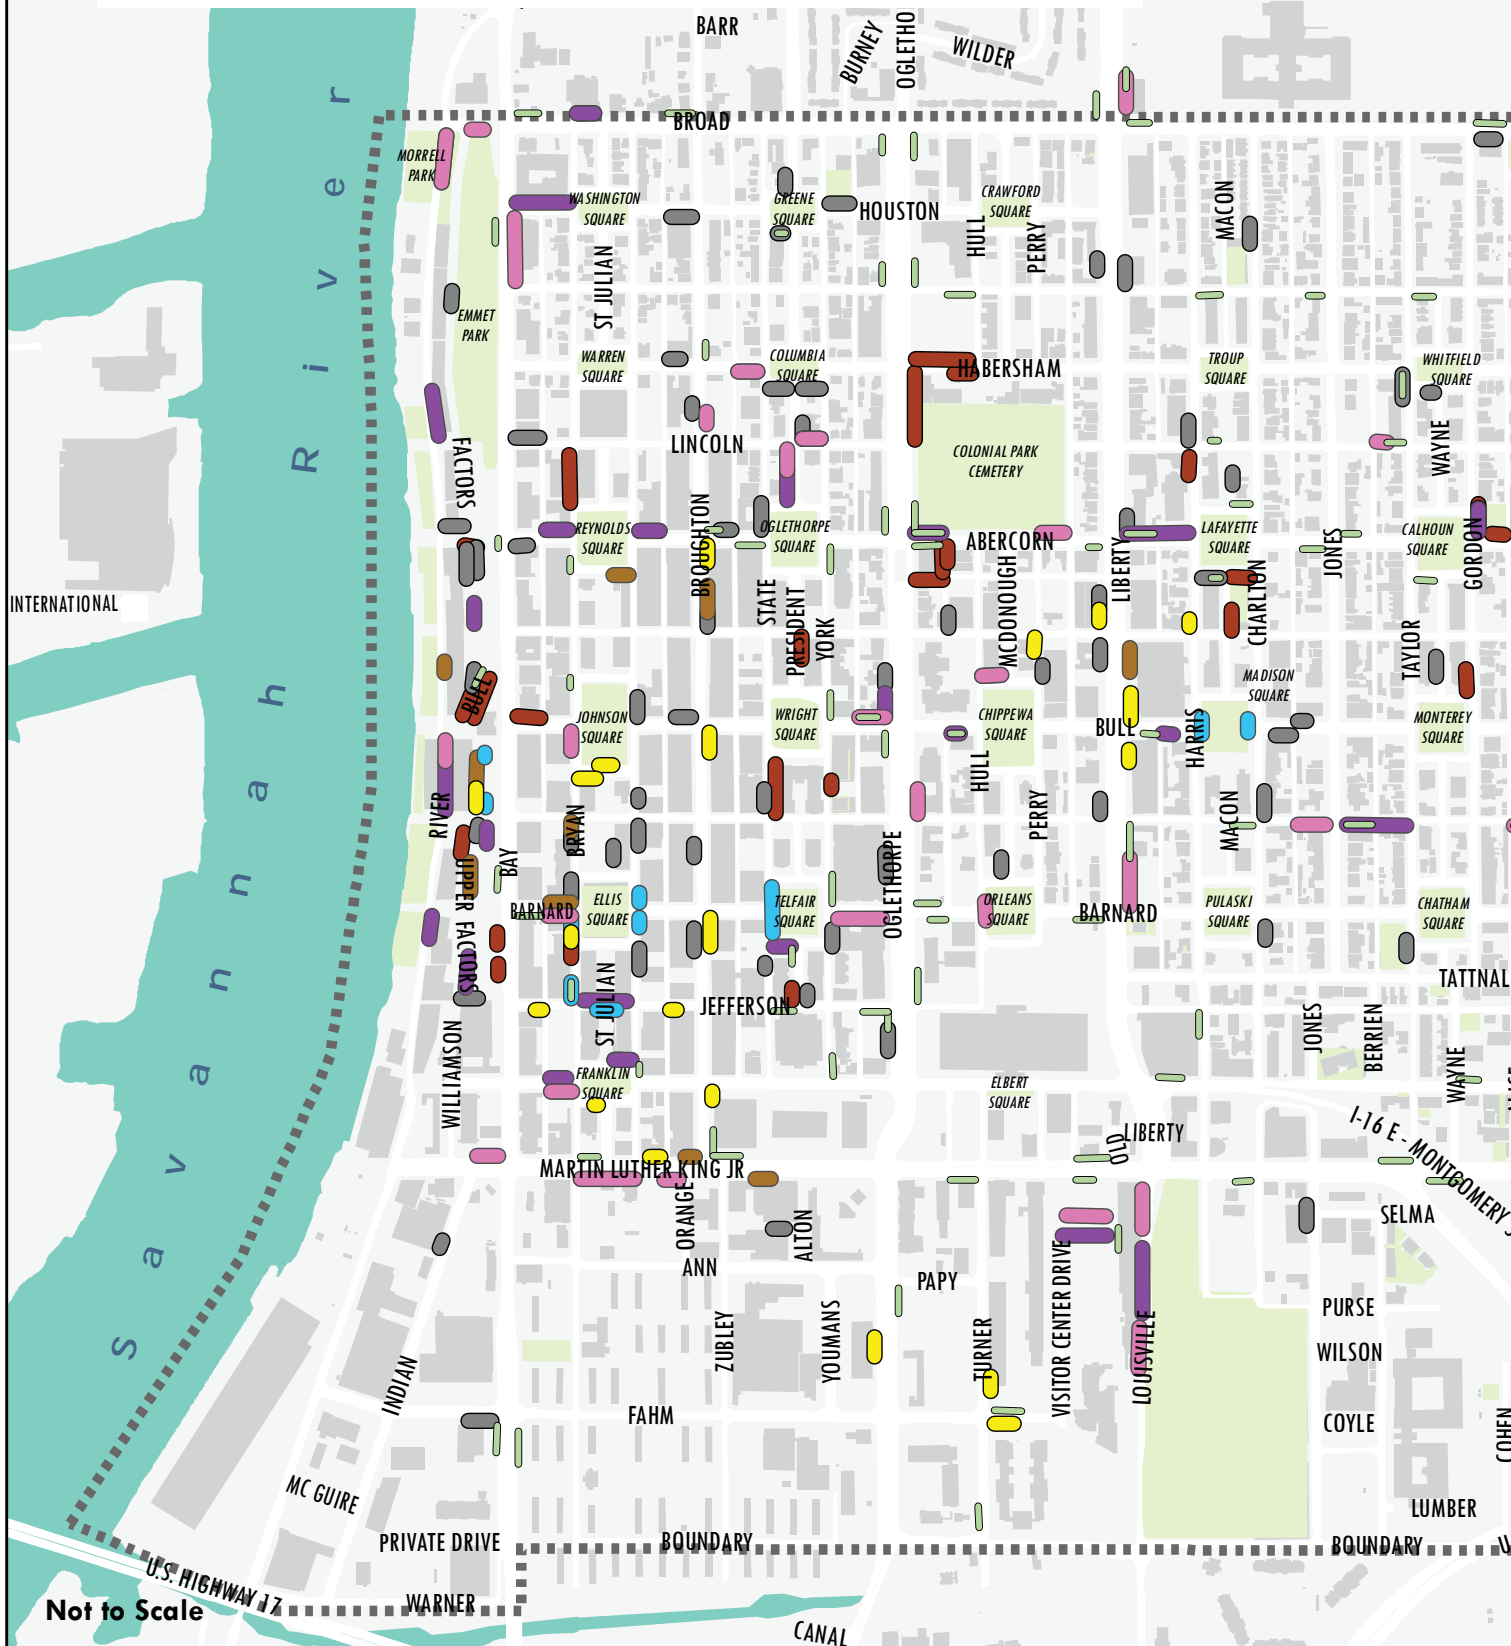 BARR
BURNEY
OGLETHO
WILDER
BROAD
MORRELL
PARK
WASHINGTON
SQUARE
GREENE
SQUARE
HOUSTON
CRAWFORD
SQUARE
HULL
PERRY
MACON
ST JULIAN
EMMET
PARK
WARREN
SQUARE
COLUMBIA
SQUARE
HABERSHAM
TROUP
SQUARE
WHITFIELD
SQUARE
LINCOLN
FACTORS
COLONIAL PARK
CEMETERY
WAYNE
REYNOLDS
SQUARE
BROUGHTON
OGLETHORPE
SQUARE
ABERCORN
LIBERTY
LAFAYETTE
SQUARE
JONES
CALHOUN
SQUARE
GORDON
INTERNATIONAL
STATE
PRESIDENT
YORK
MCDONOUGH
CHARLTON
TAYLOR
BULL
JOHNSON
SQUARE
WRIGHT
SQUARE
CHIPPEWA
SQUARE
BULL
HARRIS
MADISON
SQUARE
MONTEREY
SQUARE
HULL
PERRY
MACON
RIVER
BRYAN
BAY
UPPER FACTORS
OGLETHORPE
BARNARD
ELLIS
SQUARE
TELFAIR
SQUARE
ORLEANS
SQUARE
BARNARD
PULASKI
SQUARE
CHATHAM
SQUARE
TATTNAL
ST JULIAN
JEFFERSON
WILLIAMSON
JONES
BERRIEN
WAYNE
FRANKLIN
SQUARE
ELBERT
SQUARE
OLD
LIBERTY
I-16 E - MONTGOMERY S
MARTIN LUTHER KING JR
ORANGE
ALTON
SELMA
ANN
PAPY
VISITOR CENTER DRIVE
PURSE
ZUBLEY
YOUMANS
TURNER
LOUISVILLE
WILSON
INDIAN
FAHM
COYLE
COHEN
MC GUIRE
LUMBER
PRIVATE DRIVE
BOUNDARY
BOUNDARY
U.S. HIGHWAY 17
WARNER
Not to Scale
CANAL
Savannah River